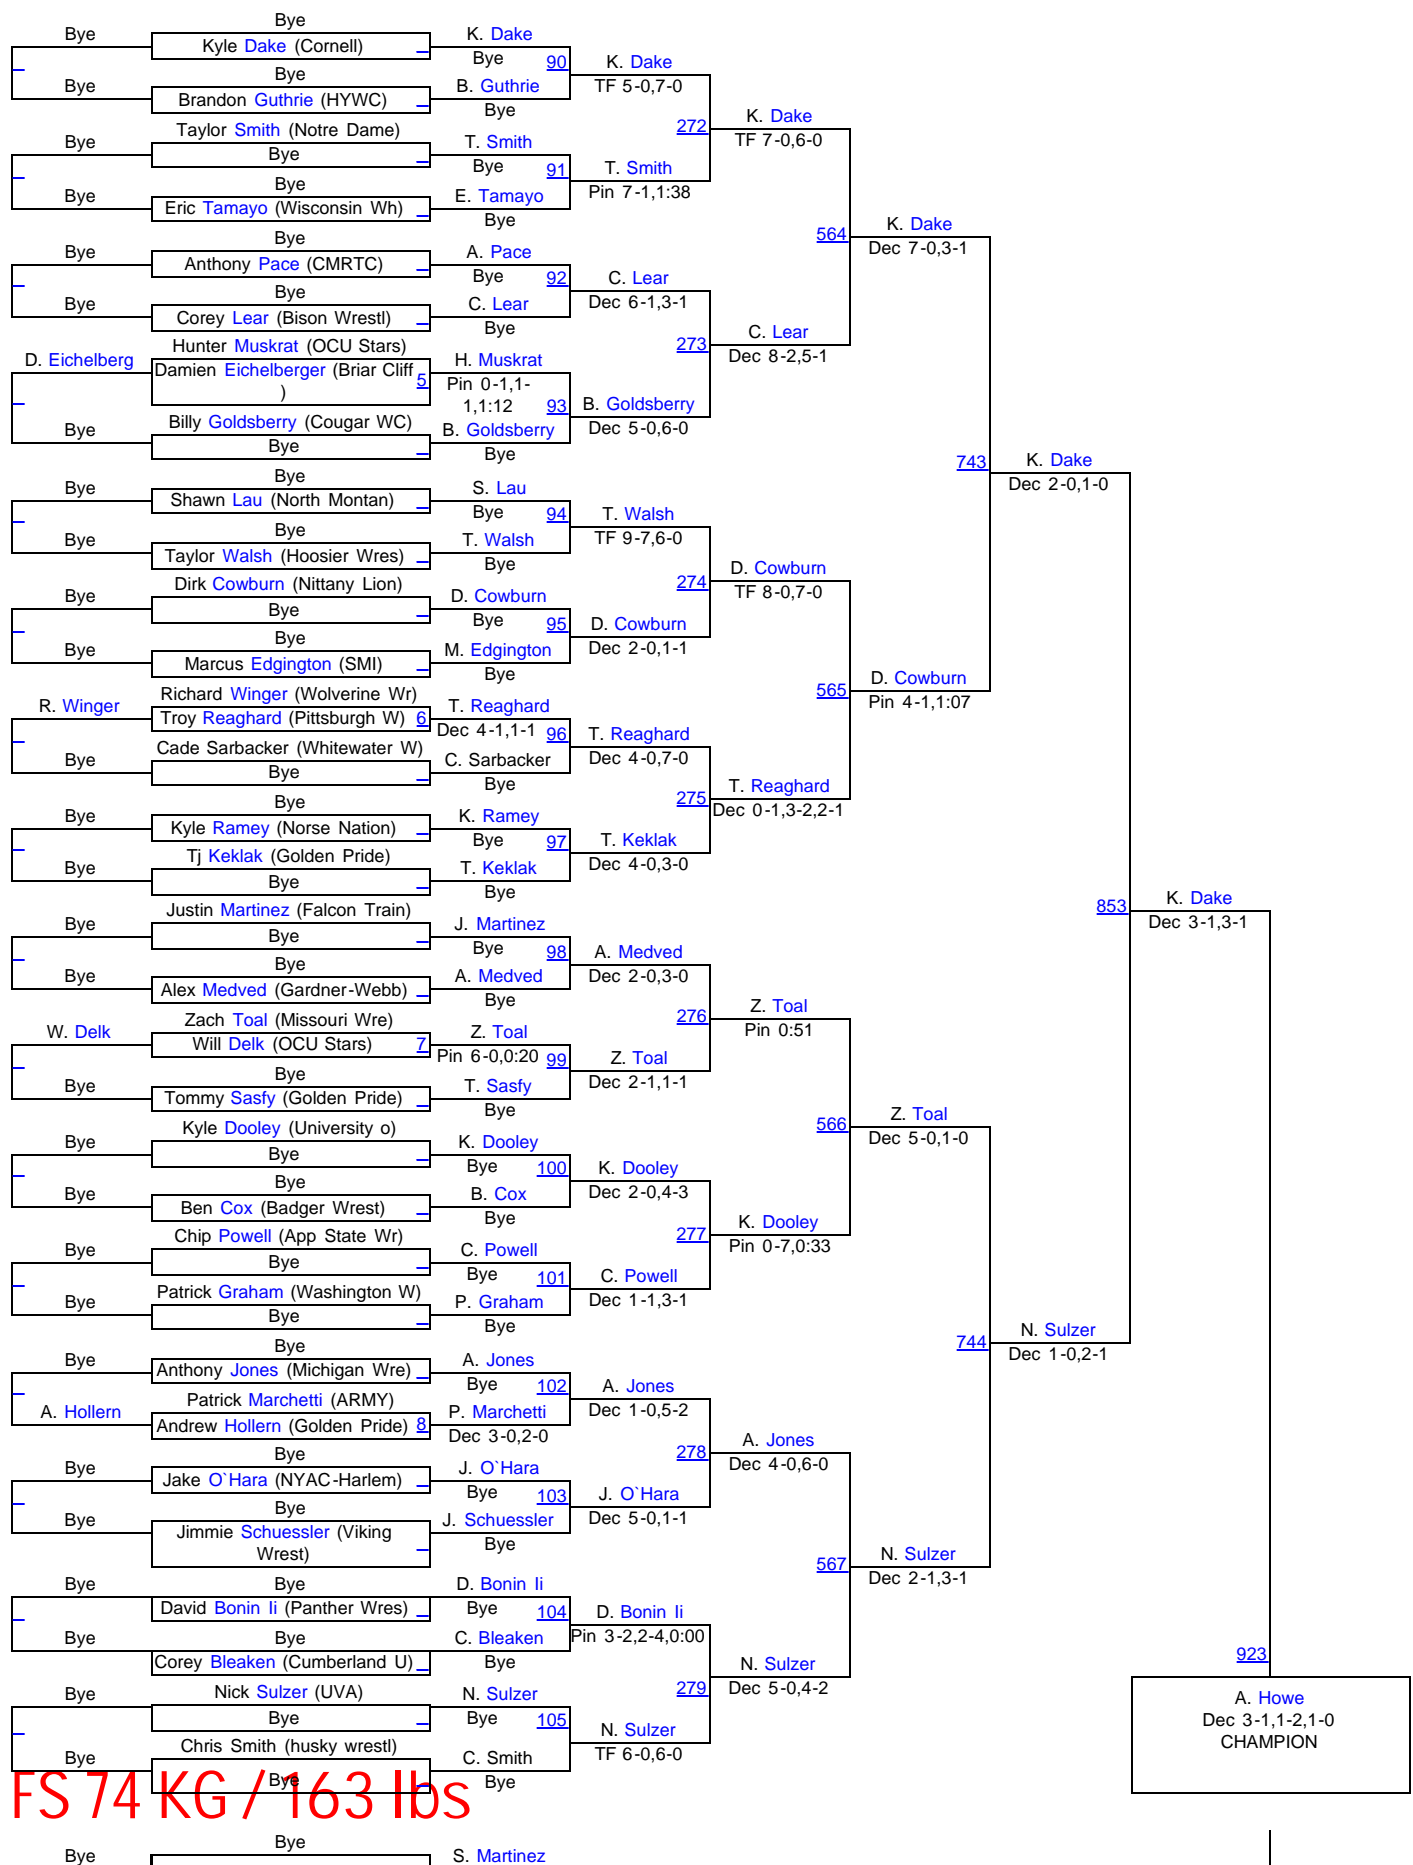 Bye
Bye
Kyle Dake (Cornell)
K. Dake
Bye
90
K. Dake
TF 5-0,7-0
Bye
Bye
Brandon Guthrie (HYWC)
B. Guthrie
Bye
272
K. Dake
TF 7-0,6-0
Taylor Smith (Notre Dame)
Bye
Bye
T. Smith
Bye
91
T. Smith
Pin 7-1,1:38
Bye
Bye
Eric Tamayo (Wisconsin Wh)
E. Tamayo
Bye
564
K. Dake
Dec 7-0,3-1
Bye
Bye
Anthony Pace (CMRTC)
A. Pace
Bye
92
C. Lear
Dec 6-1,3-1
Bye
Bye
Corey Lear (Bison Wrestl)
C. Lear
Bye
273
C. Lear
Dec 8-2,5-1
Hunter Muskrat (OCU Stars)
D. Eichelberg
Damien Eichelberger (Briar Cliff
)
5
H. Muskrat
Pin 0-1,1-
1,1:12
93
B. Goldsberry
Dec 5-0,6-0
Billy Goldsberry (Cougar WC)
Bye
Bye
B. Goldsberry
Bye
743
K. Dake
Dec 2-0,1-0
Bye
Bye
Shawn Lau (North Montan)
S. Lau
Bye
94
T. Walsh
TF 9-7,6-0
Bye
Bye
Taylor Walsh (Hoosier Wres)
T. Walsh
Bye
274
D. Cowburn
TF 8-0,7-0
Dirk Cowburn (Nittany Lion)
Bye
Bye
D. Cowburn
Bye
95
D. Cowburn
Dec 2-0,1-1
Bye
Bye
Marcus Edgington (SMI)
M. Edgington
Bye
565
D. Cowburn
Pin 4-1,1:07
Richard Winger (Wolverine Wr)
R. Winger
Troy Reaghard (Pittsburgh W)
6
T. Reaghard
Dec 4-1,1-1
96
T. Reaghard
Dec 4-0,7-0
Cade Sarbacker (Whitewater W)
Bye
Bye
C. Sarbacker
Bye
275
T. Reaghard
Dec 0-1,3-2,2-1
Bye
Bye
Kyle Ramey (Norse Nation)
K. Ramey
Bye
97
T. Keklak
Dec 4-0,3-0
Tj Keklak (Golden Pride)
Bye
Bye
T. Keklak
Bye
853
K. Dake
Dec 3-1,3-1
Justin Martinez (Falcon Train)
Bye
Bye
J. Martinez
Bye
98
A. Medved
Dec 2-0,3-0
Bye
Bye
Alex Medved (Gardner-Webb)
A. Medved
Bye
276
Z. Toal
Pin 0:51
Zach Toal (Missouri Wre)
W. Delk
Will Delk (OCU Stars)
7
Z. Toal
Pin 6-0,0:20
99
Z. Toal
Dec 2-1,1-1
Bye
Bye
Tommy Sasfy (Golden Pride)
T. Sasfy
Bye
566
Z. Toal
Dec 5-0,1-0
Kyle Dooley (University o)
Bye
Bye
K. Dooley
Bye
100
K. Dooley
Dec 2-0,4-3
Bye
Bye
Ben Cox (Badger Wrest)
B. Cox
Bye
277
K. Dooley
Pin 0-7,0:33
Chip Powell (App State Wr)
Bye
Bye
C. Powell
Bye
101
C. Powell
Dec 1-1,3-1
Patrick Graham (Washington W)
Bye
Bye
P. Graham
Bye
744
N. Sulzer
Dec 1-0,2-1
Bye
Bye
Anthony Jones (Michigan Wre)
A. Jones
Bye
102
A. Jones
Dec 1-0,5-2
Patrick Marchetti (ARMY)
A. Hollern
Andrew Hollern (Golden Pride)
8
P. Marchetti
Dec 3-0,2-0
278
A. Jones
Dec 4-0,6-0
Bye
Bye
Jake O`Hara (NYAC-Harlem)
J. O`Hara
Bye
103
J. O`Hara
Dec 5-0,1-1
Bye
Bye
Jimmie Schuessler (Viking
Wrest)
J. Schuessler
Bye
567
N. Sulzer
Dec 2-1,3-1
Bye
Bye
David Bonin Ii (Panther Wres)
D. Bonin Ii
Bye
104
D. Bonin Ii
Pin 3-2,2-4,0:00
Bye
Bye
Corey Bleaken (Cumberland U)
C. Bleaken
Bye
279
N. Sulzer
Dec 5-0,4-2
Nick Sulzer (UVA)
Bye
Bye
N. Sulzer
Bye
105
N. Sulzer
TF 6-0,6-0
Chris Smith (husky wrestl)
Bye
Bye
C. Smith
Bye
923
A. Howe
Dec 3-1,1-2,1-0
CHAMPION
FS 74 KG / 163 lbs
Bye
Bye
S. Martinez